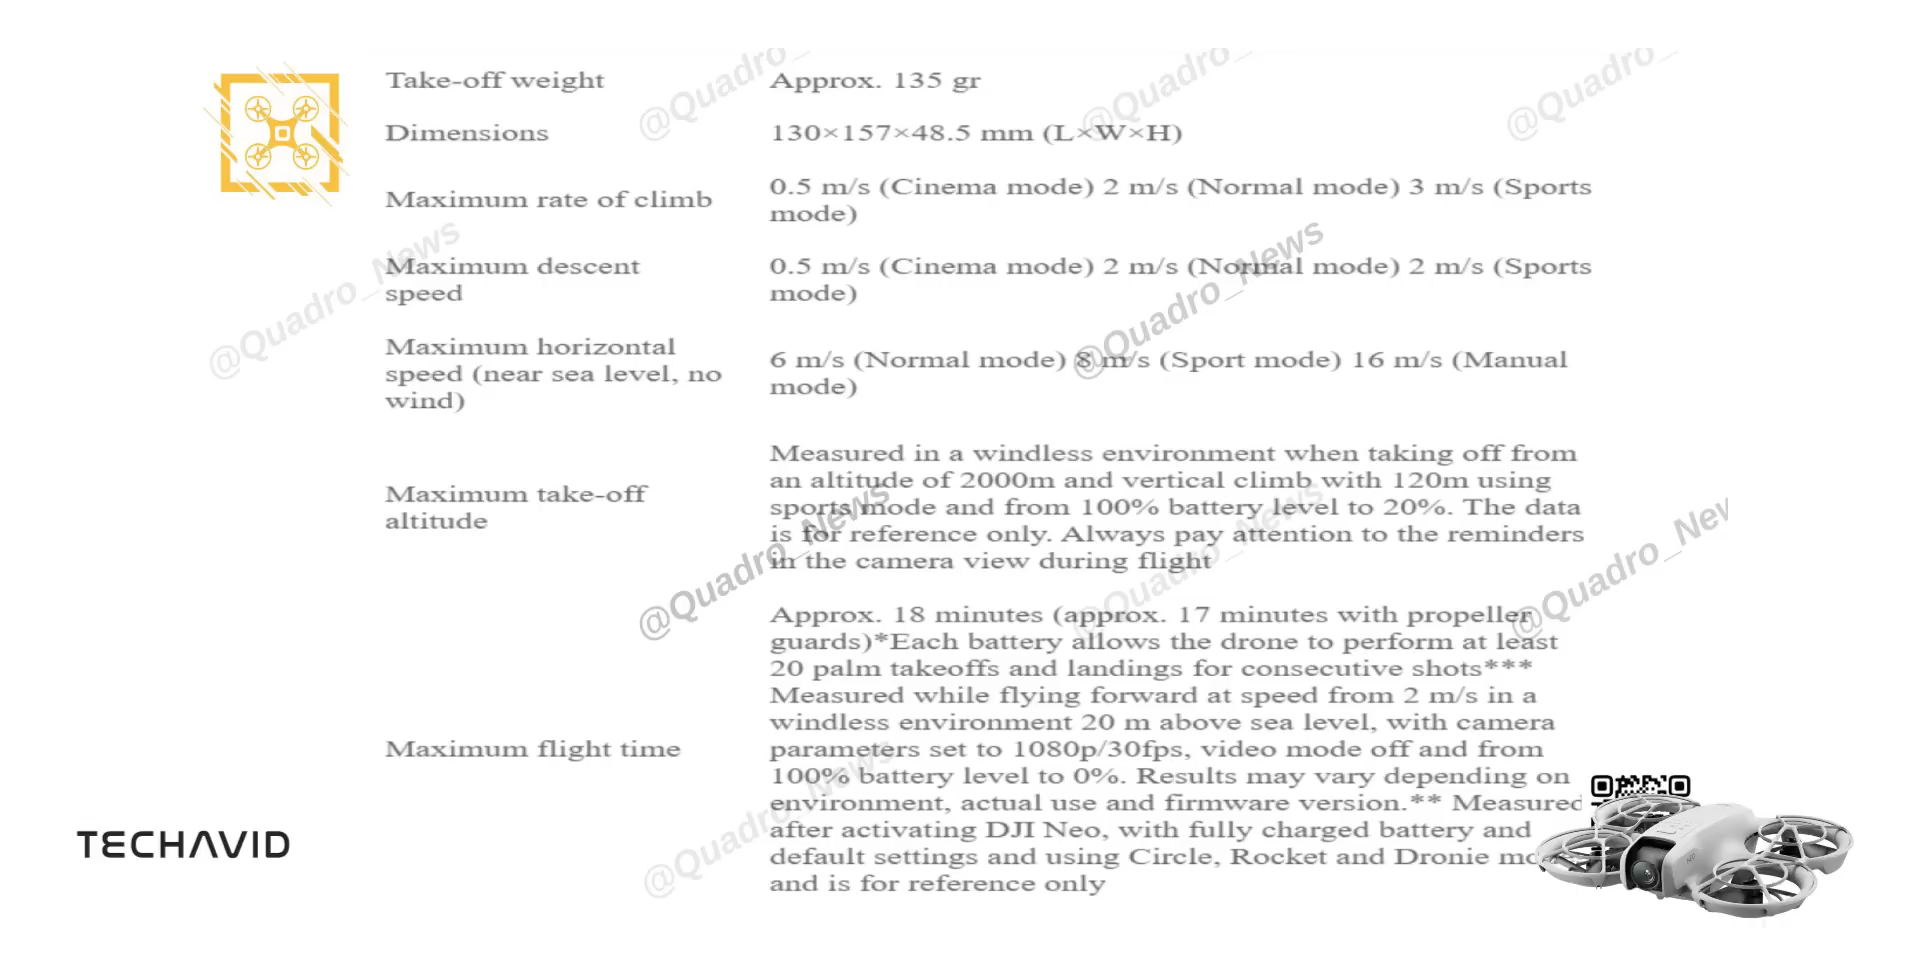 Take-off weight
Approx. 135 gr
Dimensions
130×157×48.5 mm (L×W×H)
Maximum rate of climb
0.5 m/s (Cinema mode) 2 m/s (Normal mode) 3 m/s (Sports
mode)
Maximum descent
speed
0.5 m/s (Cinema mode) 2 m/s (Normal mode) 2 m/s (Sports
mode)
Maximum horizontal
speed (near sea level, no
wind)
6 m/s (Normal mode) 8 m/s (Sport mode) 16 m/s (Manual
mode)
Maximum take-off
altitude
Measured in a windless environment when taking off from
an altitude of 2000m and vertical climb with 120m using
sports mode and from 100% battery level to 20%. The data
is for reference only. Always pay attention to the reminders
in the camera view during flight
Maximum flight time
Approx. 18 minutes (approx. 17 minutes with propeller
guards)*Each battery allows the drone to perform at least
20 palm takeoffs and landings for consecutive shots***
Measured while flying forward at speed from 2 m/s in a
windless environment 20 m above sea level, with camera
parameters set to 1080p/30fps, video mode off and from
100% battery level to 0%. Results may vary depending on
environment, actual use and firmware version.** Measured
after activating DJI Neo, with fully charged battery and
default settings and using Circle, Rocket and Dronie
and is for reference only
TECHAVID
@Quadro_
@Quadro_
@Quadro_
@Quadro_News
@Quadro_News
@Quadro_News
@Quadro_News
@Quadro_New
@Quadro_News